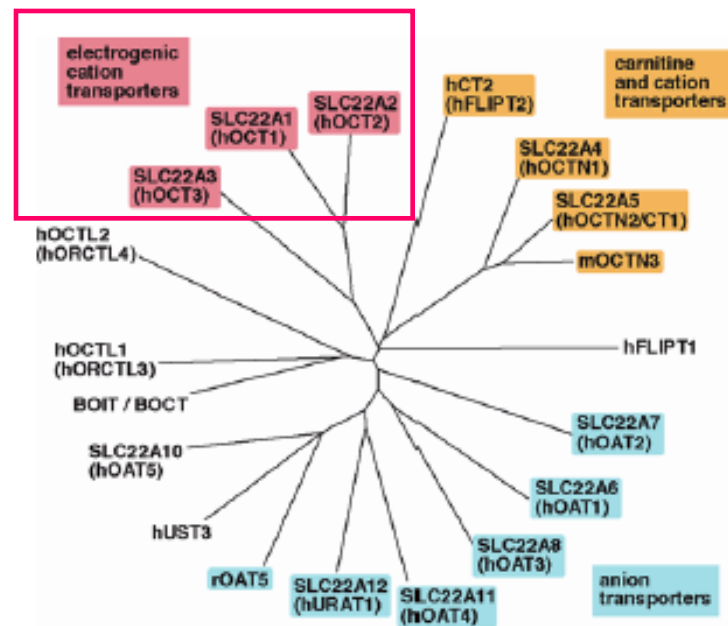 electrogenic
cation
transporters
SLC22A1
(hOCT1)
SLC22A2
(hOCT2)
SLC22A3
(hOCT3)
hCT2
(hFLIPT2)
carnitine
and cation
transporters
SLC22A4
(hOCTN1)
SLC22A5
(hOCTN2/CT1)
mOCTN3
hOCTL2
(hORCTL4)
hFLIPT1
hOCTL1
(hORCTL3)
BOIT / BOCT
SLC22A7
(hOAT2)
SLC22A10
(hOAT5)
SLC22A6
(hOAT1)
hUST3
SLC22A8
(hOAT3)
rOAT5
SLC22A12
(hURAT1)
SLC22A11
(hOAT4)
anion
transporters